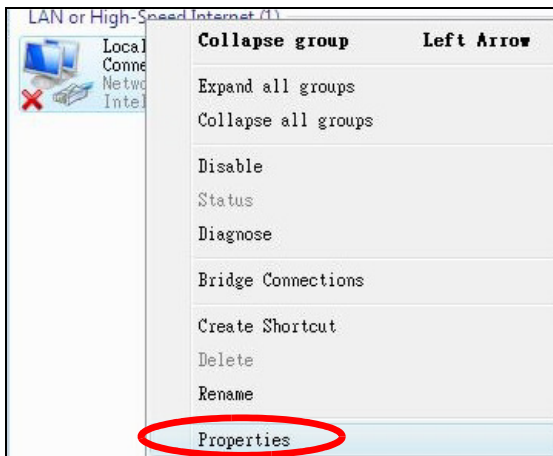 LAN or High-Speed Internet (1)
Local
Conne
Netwo
Intel
Collapse group Left Arrow
Expand all groups
Collapse all groups
Disable
Status
Diagnose
Bridge Connections
Create Shortcut
Delete
Rename
Properties